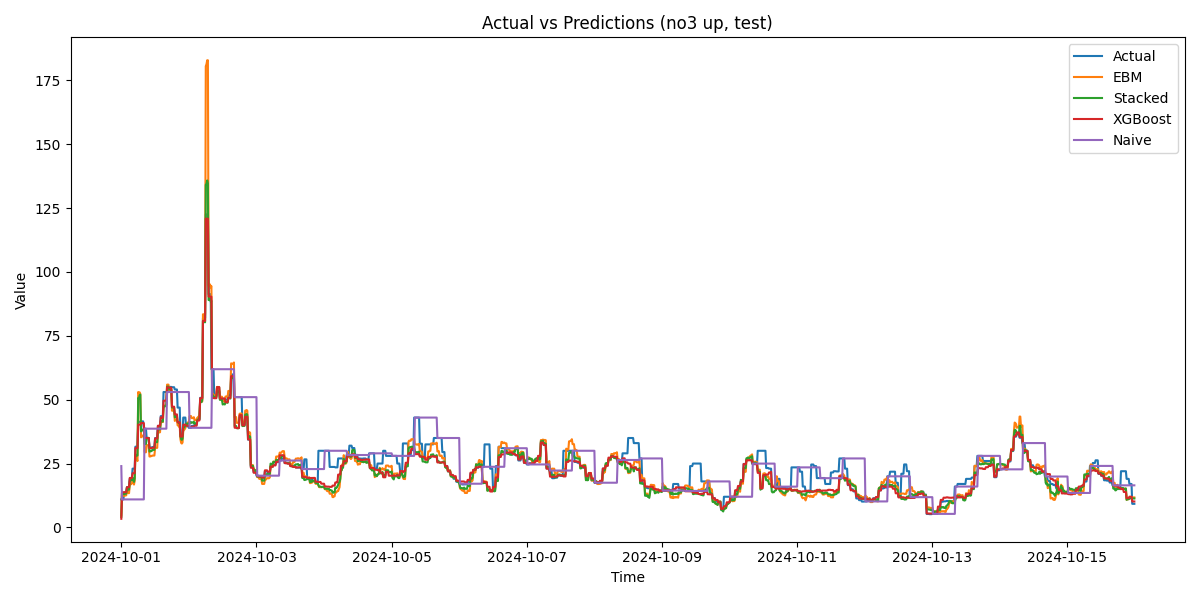 Actual vs Predictions (no3 up, test)
Value
175
150
125
100
75
50
25
0
Actual
EBM
Stacked
XGBoost
Naive
2024-10-01
2024-10-03
2024-10-05
2024-10-07
2024-10-09
2024-10-11
2024-10-13
2024-10-15
Time